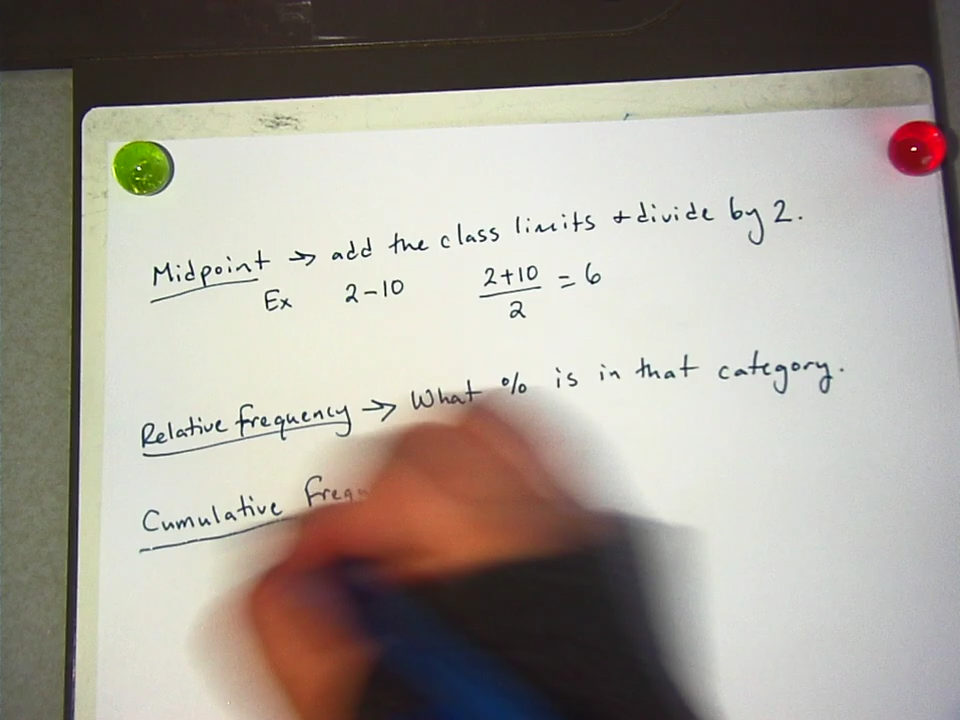 Midpoint → add the class limits + divide by 2.
Ex 2-10 2+10/2 = 6
Relative frequency → What % is in that category.
Cumulative